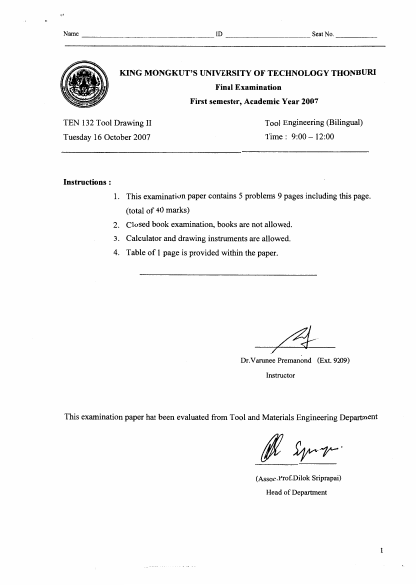 Name ______ ID ______ Seat No. ______
KING MONGKUT'S UNIVERSITY OF TECHNOLOGY THONBURI
Final Examination
First semester, Academic Year 2007
TEN 132 Tool Drawing II Tool Engineering (Bilingual)
Tuesday 16 October 2007 Time : 9:00 – 12:00
Instructions :
1. This examination paper contains 5 problems 9 pages including this page.
(total of 40 marks)
2. Closed book examination, books are not allowed.
3. Calculator and drawing instruments are allowed.
4. Table of 1 page is provided within the paper.
Dr.Varunee Premanond (Ext. 9209)
Instructor
This examination paper has been evaluated from Tool and Materials Engineering Department
(Assoc.Prof.Dilok Sriprapai)
Head of Department
1